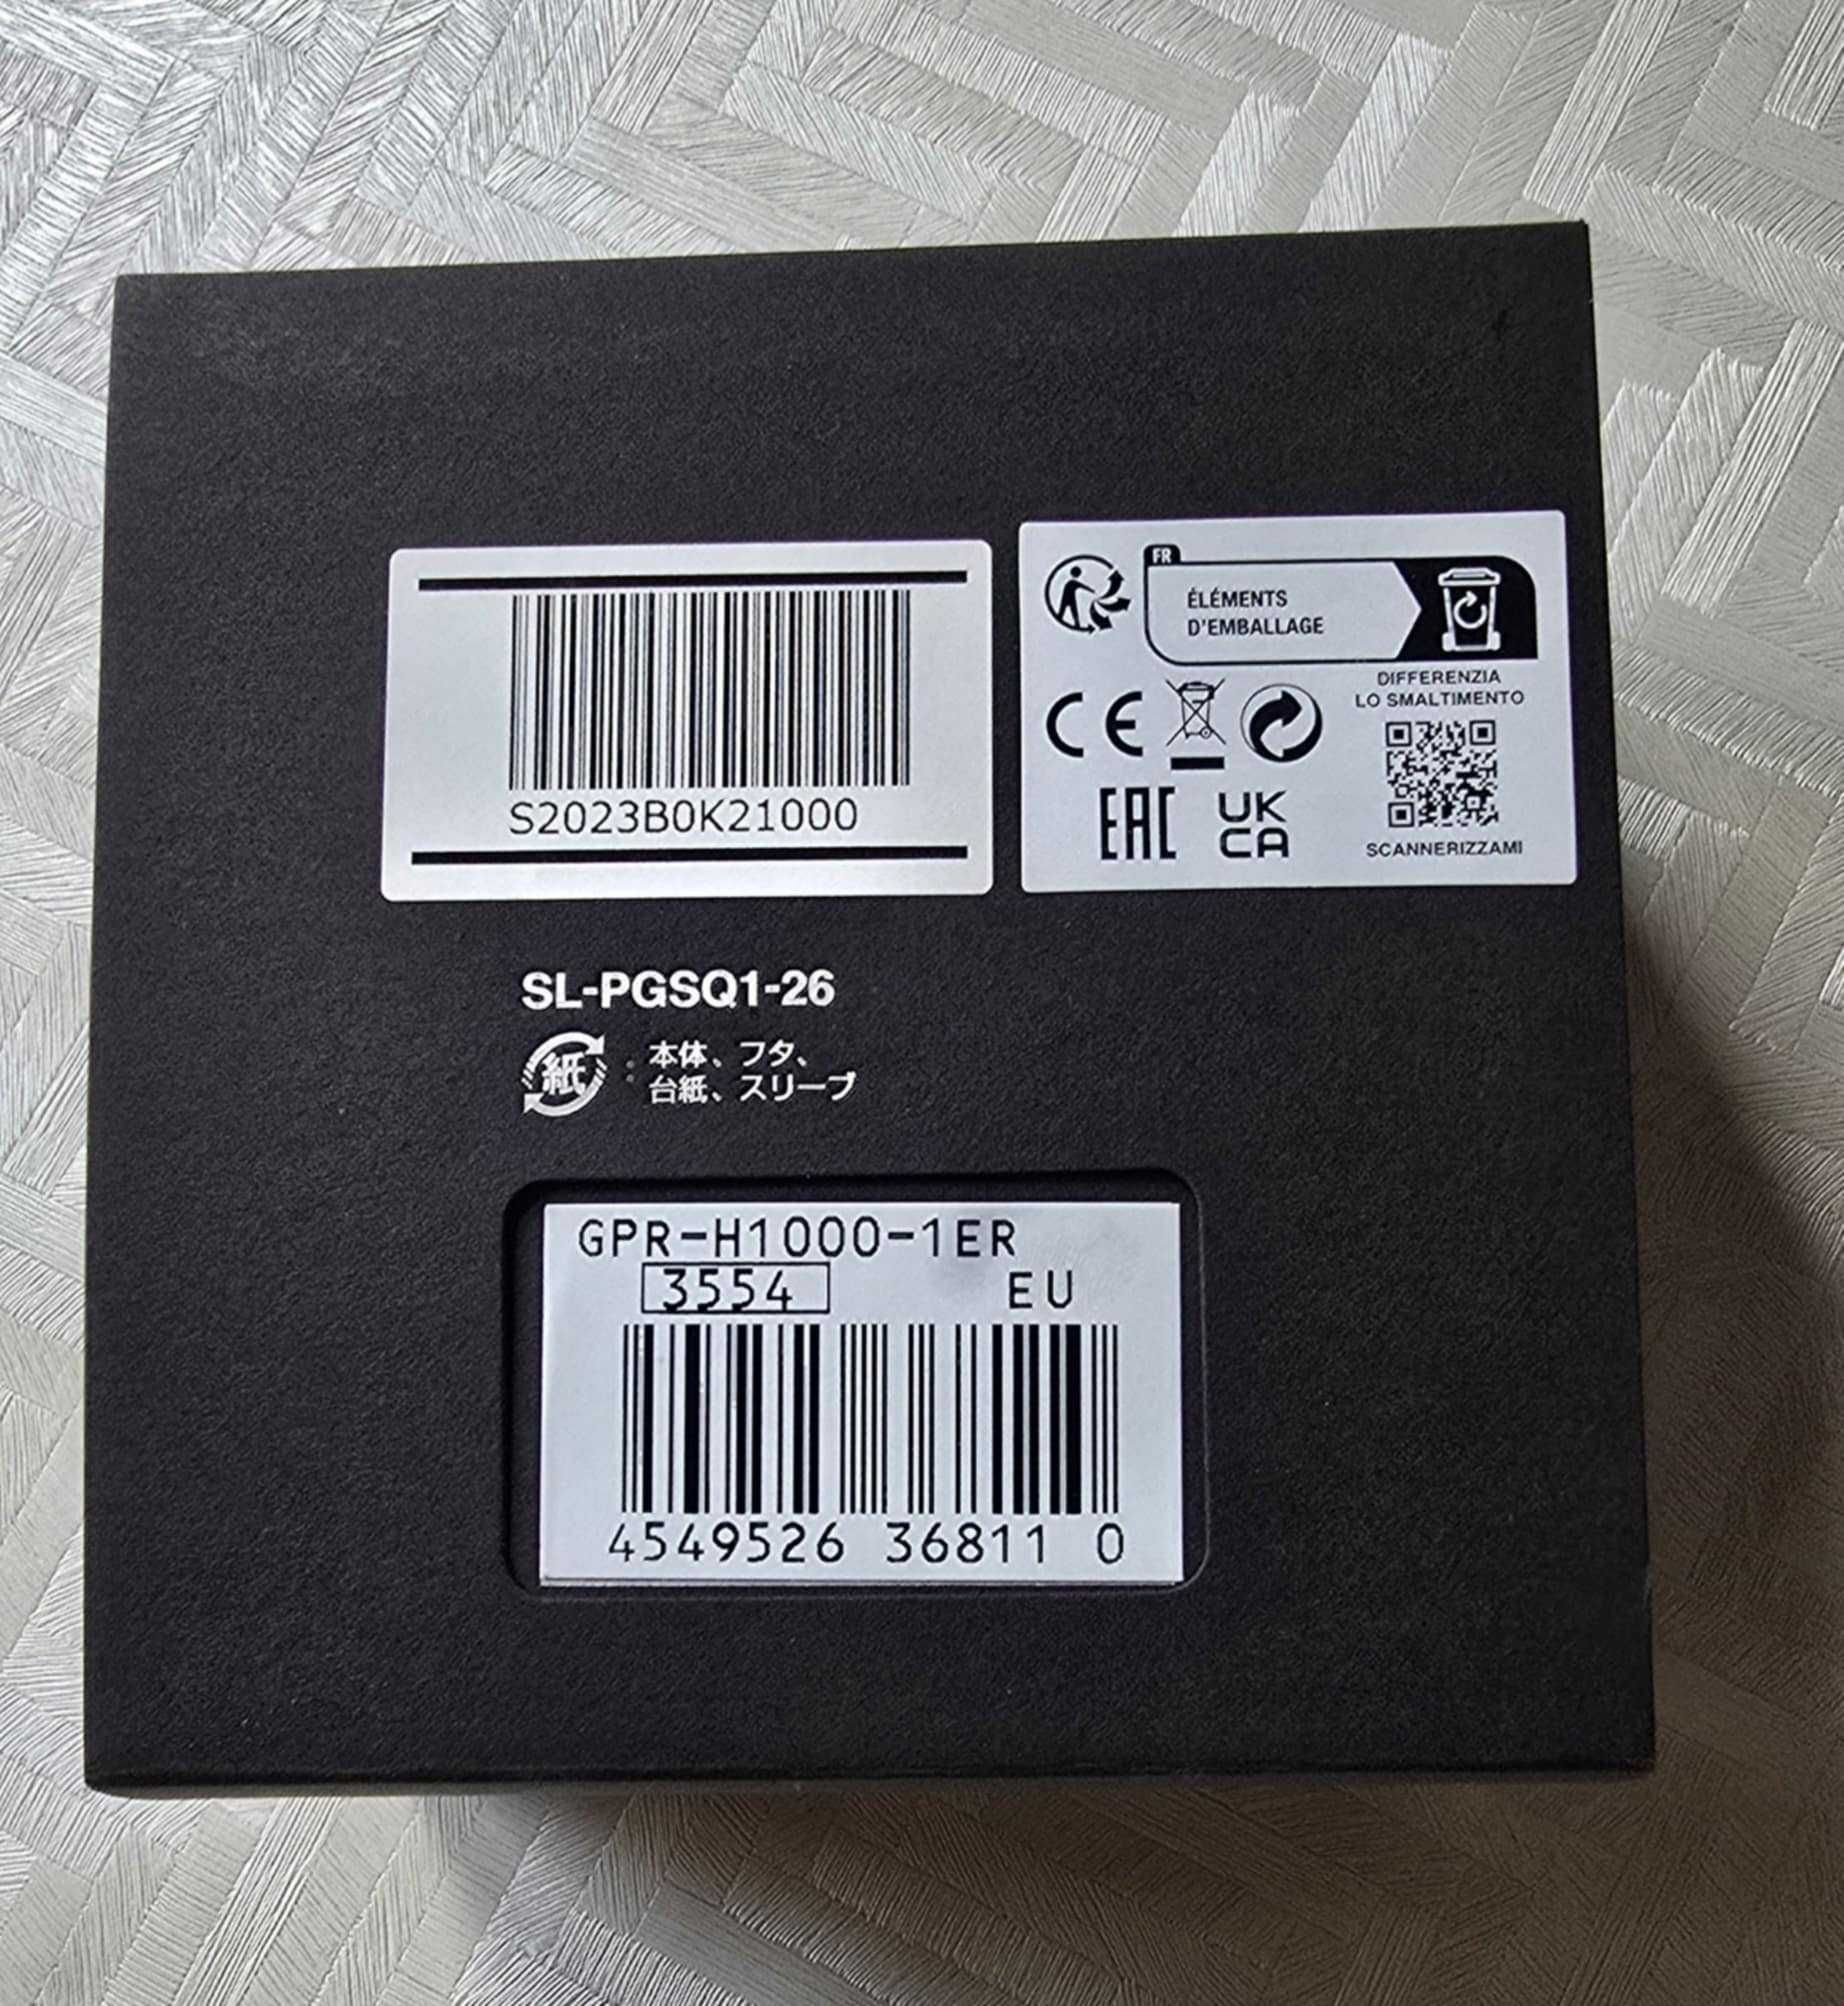 S2023B0K21000
FR
ÉLÉMENTS
D'EMBALLAGE
DIFFERENZIA
LO SMALTIMENTO
CE
EAC
UK
CA
SCANNERIZZAMI
SL-PGSQ1-26
紙 : 本体、フタ、
台紙、スリーブ
GPR-H1000-1ER
3554 EU
4549526 36811 0